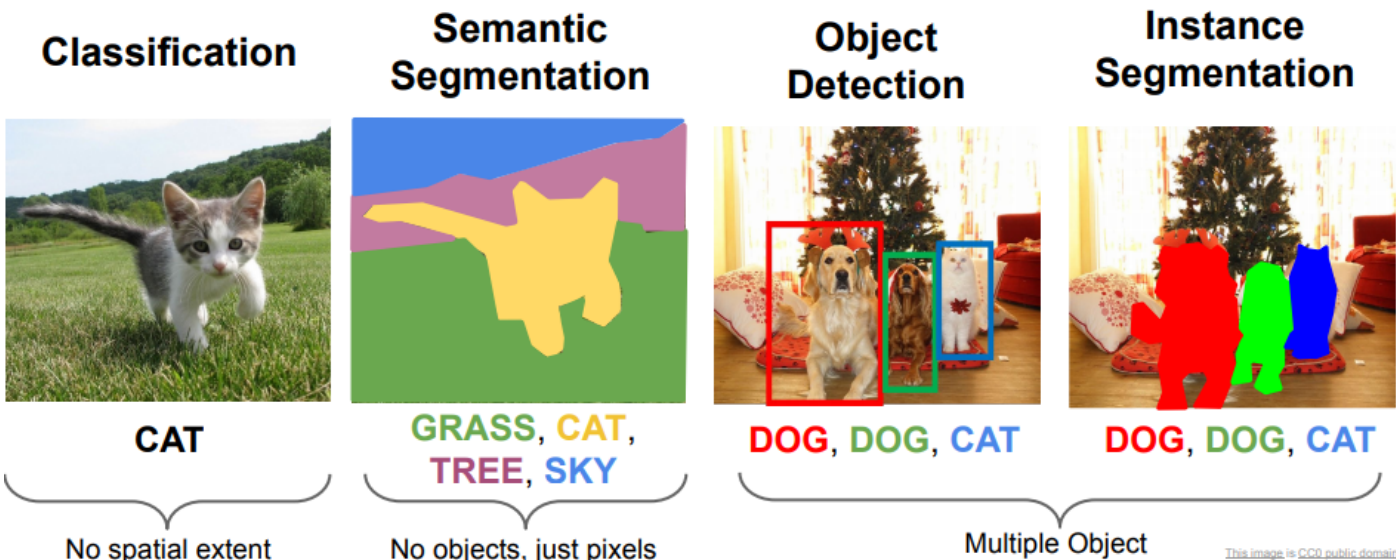 Classification
Semantic
Segmentation
Object
Detection
Instance
Segmentation
CAT
GRASS, CAT,
TREE, SKY
DOG, DOG, CAT
DOG, DOG, CAT
No spatial extent
No objects, just pixels
Multiple Object
This image is CC0 public domain